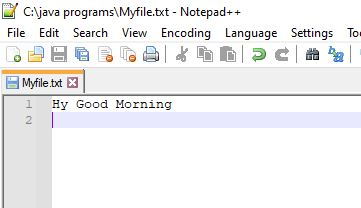 C:\java programs\Myfile.txt - Notepad++
File Edit Search View Encoding Language Settings
Myfile.txt
1 Hy Good Morning
2